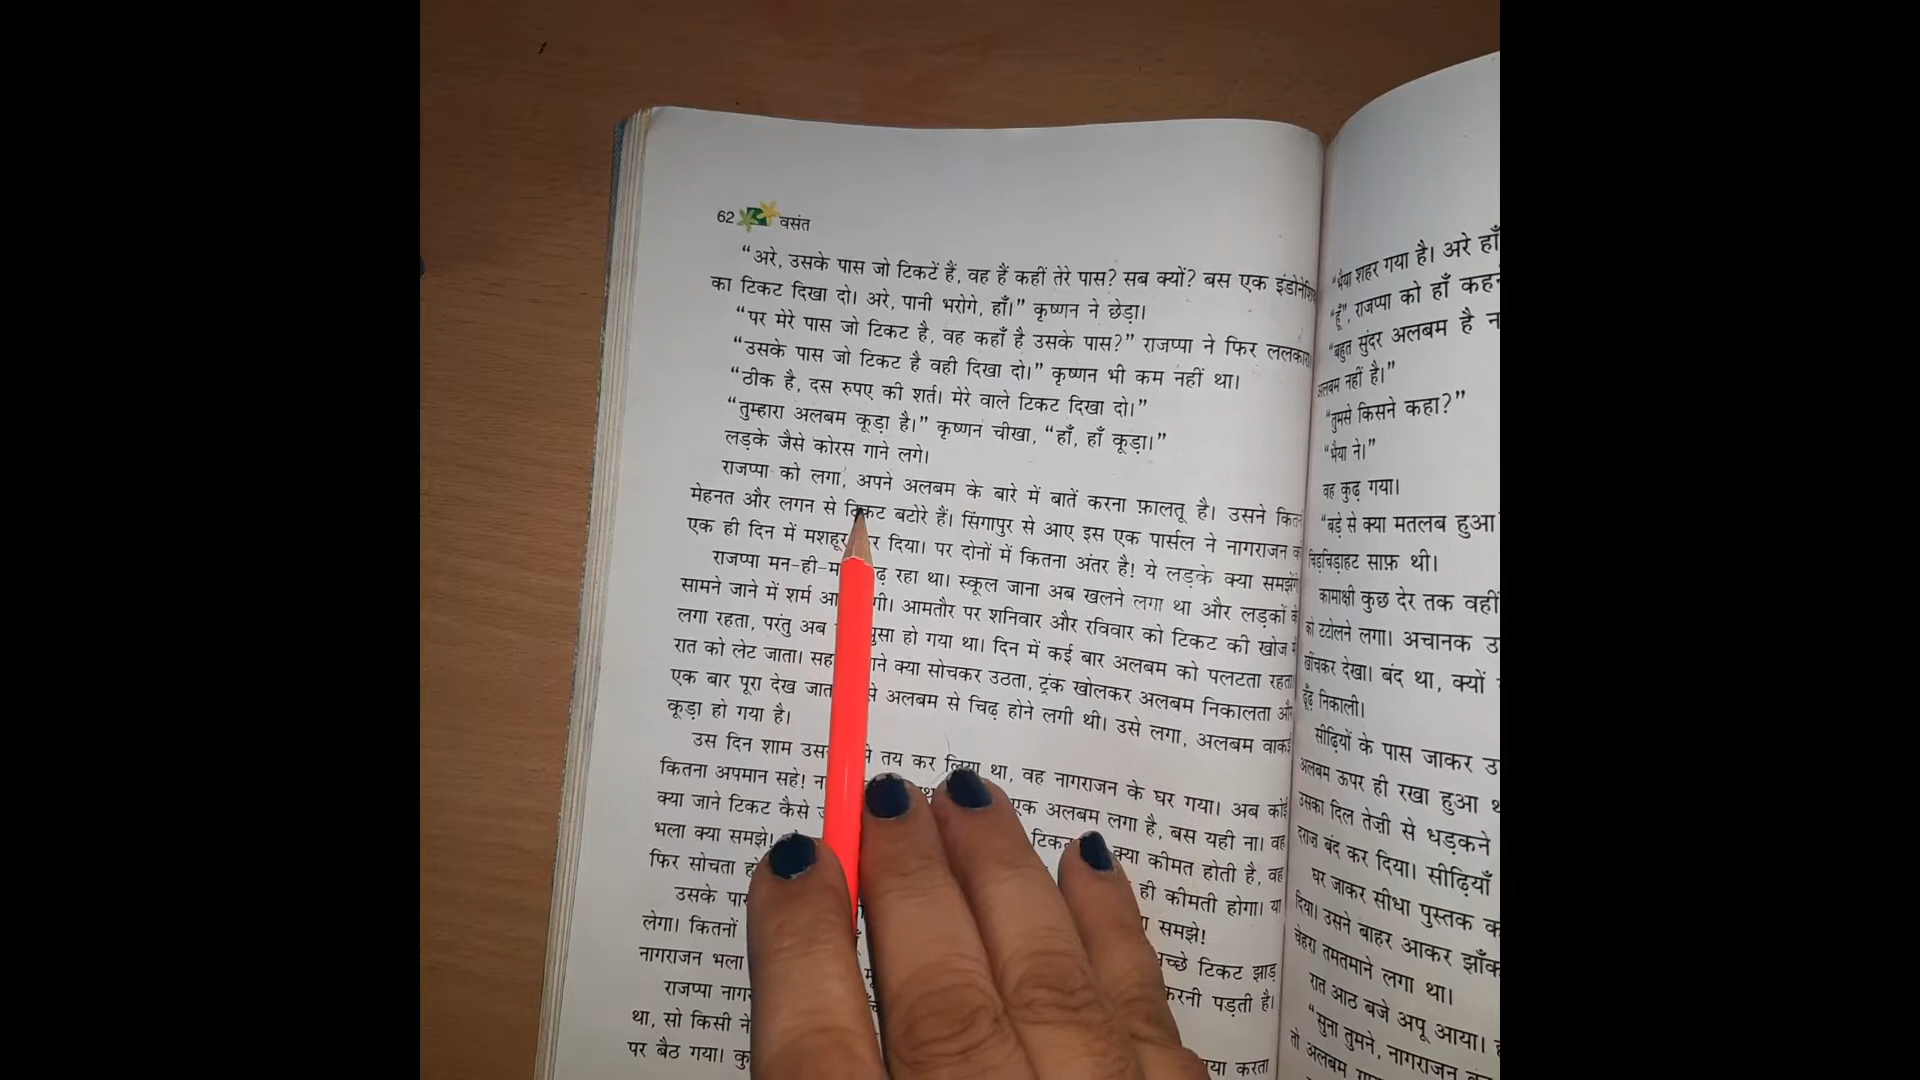 62 वसंत
“अरे, उसके पास जो टिकटें हैं, वह हैं कहीं तेरे पास? सब क्यों? बस एक
का टिकट दिखा दो। अरे, पानी भरोगे, हाँ।” कृष्णन ने छेड़ा।
“पर मेरे पास जो टिकट है, वह कहाँ है उसके पास?” राजप्पा ने फिर
“उसके पास जो टिकट है वही दिखा दो।” कृष्णन भी कम नहीं था।
“ठीक है, दस रुपए की शर्त। मेरे वाले टिकट दिखा दो।”
“तुम्हारा अलबम कूड़ा है।” कृष्णन चीखा, “हाँ, हाँ कूड़ा।”
लड़के जैसे कोरस गाने लगे।
राजप्पा को लगा, अपने अलबम के बारे में बातें करना फ़ालतू है। उसने
मेहनत और लगन से टिकट बटोरे हैं। सिंगापुर से आए इस एक पार्सल ने नागराजन
एक ही दिन में मशहूर दिया। पर दोनों में कितना अंतर है! ये लड़के क्या
राजप्पा मन-ही- रहा था। स्कूल जाना अब खलने लगा था और लड़कों
सामने जाने में शर्म आमतौर पर शनिवार और रविवार को टिकट की खोज
लगा रहता, परंतु अब हो गया था। दिन में कई बार अलबम को पलटता रहता
रात को लेट जाता। क्या सोचकर उठता, ट्रंक खोलकर अलबम निकालता
एक बार पूरा देख अलबम से चिढ़ होने लगी थी। उसे लगा, अलबम
कूड़ा हो गया है।
उस दिन शाम तय कर लिया था, वह नागराजन के घर गया। अब
कितना अपमान सहे! एक अलबम लगा है, बस यही ना। वह
क्या जाने टिकट कैसे क्या कीमत होती है, वह
भला क्या समझे! ही कीमती होगा। या
फिर सोचता समझे!
उसके टिकट झाड़
लेगा। कितनों करनी पड़ती है।
नागराजन भला
राजप्पा
था, सो किसी ने
पर बैठ गया। करता
“भैया शहर गया है। अरे हाँ
“हूँ”, राजप्पा को हाँ
“बहुत सुंदर अलबम है
अलबम नहीं है।”
“तुमसे किसने कहा?”
“भैया ने।”
वह कुढ़ गया।
“बड़े से क्या मतलब हुआ
चिड़चिड़ाहट साफ़ थी।
कामाक्षी कुछ देर तक वहीं
को टटोलने लगा। अचानक
खींचकर देखा। बंद था, क्यों
ढूँढ़ निकाली।
सीढ़ियों के पास जाकर
अलबम ऊपर ही रखा हुआ
उसका दिल तेज़ी से धड़कने
दराज बंद कर दिया। सीढ़ियाँ
घर जाकर सीधा पुस्तक
दिया। उसने बाहर आकर
चेहरा तमतमाने लगा था।
रात आठ बजे अपू आया।
“सुना तुमने, नागराजन
तो अलबम